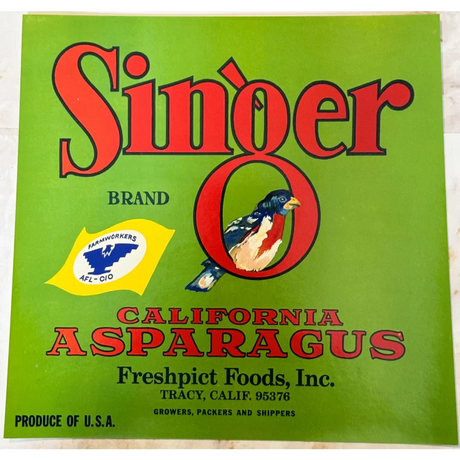 Singer
BRAND
FARMWORKERS
AFL-CIO
CALIFORNIA
ASPARAGUS
Freshpict Foods, Inc.
TRACY, CALIF. 95376
GROWERS, PACKERS AND SHIPPERS
PRODUCE OF U.S.A.